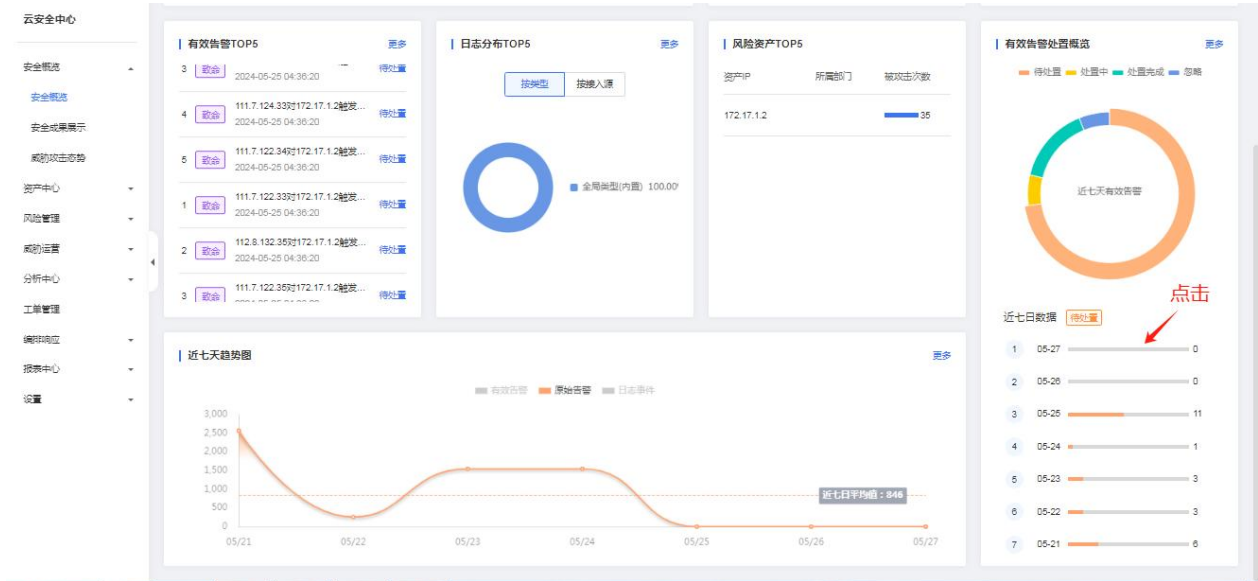 云安全中心
安全概览
安全概览
安全成果展示
威胁攻击态势
资产中心
风险管理
威胁运营
分析中心
工单管理
编排响应
报表中心
设置
有效告警TOP5
更多
3
2024-05-25 04:36:20
待处置
4 111.7.124.33对172.17.1.2触发... 待处置
2024-05-25 04:36:20
5 111.7.122.34对172.17.1.2触发... 待处置
2024-05-25 04:36:20
1 111.7.122.33对172.17.1.2触发... 待处置
2024-05-25 04:36:20
2 112.8.132.35对172.17.1.2触发... 待处置
2024-05-25 04:36:20
3 111.7.122.35对172.17.1.2触发... 待处置
日志分布TOP5
更多
按类型 按接入源
全局类型(内置) 100.00
风险资产TOP5
资产IP 所属部门 被攻击次数
172.17.1.2 35
有效告警处置概览
更多
待处置 处置中 处置完成 忽略
近七天有效告警
点击
近七日数据 待处置
1 05-27 0
2 05-26 0
3 05-25 11
4 05-24 1
5 05-23 3
6 05-22 3
7 05-21 6
近七天趋势图
更多
有效告警 原始告警 日志事件
3,000
2,500
2,000
1,500
1,000
500
0
近七日平均值：846
05/21 05/22 05/23 05/24 05/25 05/26 05/27